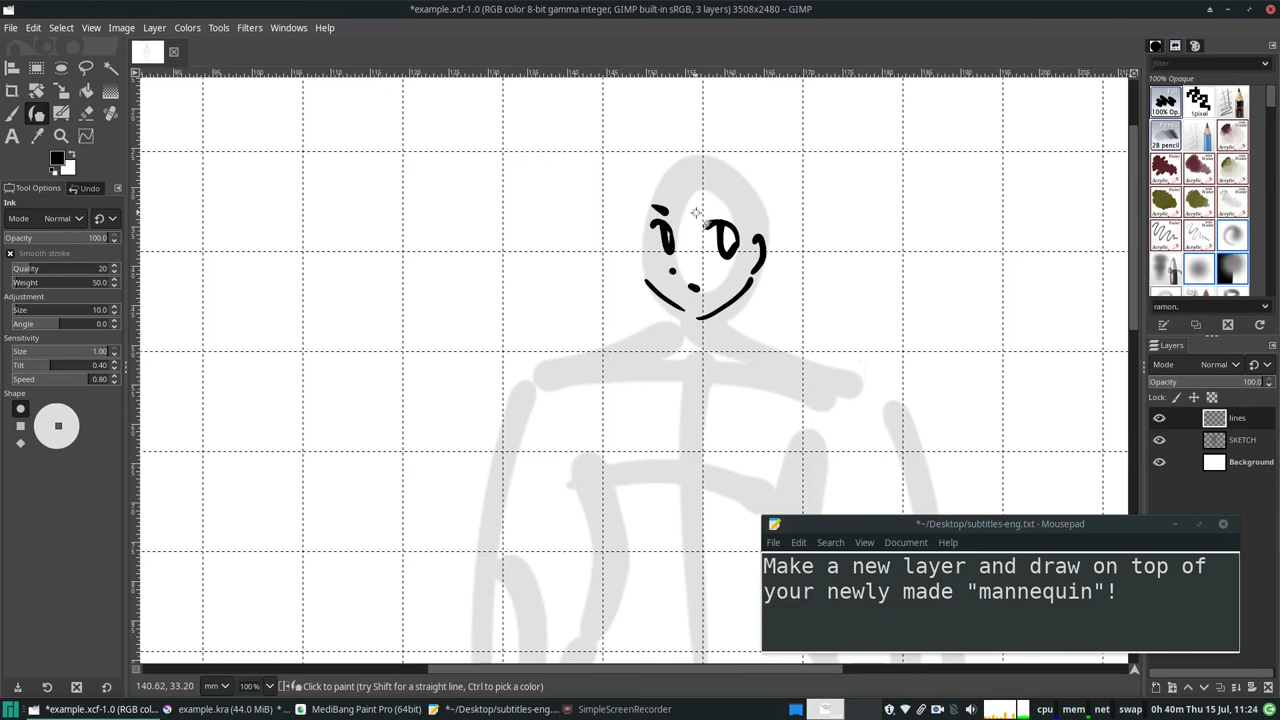 *example.xcf-1.0 (RGB color 8-bit gamma integer, GIMP built-in sRGB, 3 layers) 3508x2480 – GIMP
File Edit Select View Image Layer Colors Tools Filters Windows Help
filter
100% Opaque
Tool Options Undo
Ink
Mode Normal
Opacity 100.0
Smooth stroke
Quality 20
Weight 50.0
Adjustment
Size 10.0
Angle 0.0
Sensitivity
Size 1.00
Tilt 0.40
Speed 0.80
Shape
ramon,
Layers
Mode Normal
Opacity 100.0
Lock:
lines
SKETCH
Background
*~/Desktop/subtitles-eng.txt - Mousepad
File Edit Search View Document Help
Make a new layer and draw on top of
your newly made "mannequin"!
140.62, 33.20 mm 100 % Click to paint (try Shift for a straight line, Ctrl to pick a color)
*example.xcf-1.0 (RGB col... example.kra (44.0 MiB) * ... MediBang Paint Pro (64bit) *~/Desktop/subtitles-eng.... SimpleScreenRecorder cpu mem net swap 0h 40m Thu 15 Jul, 11:24